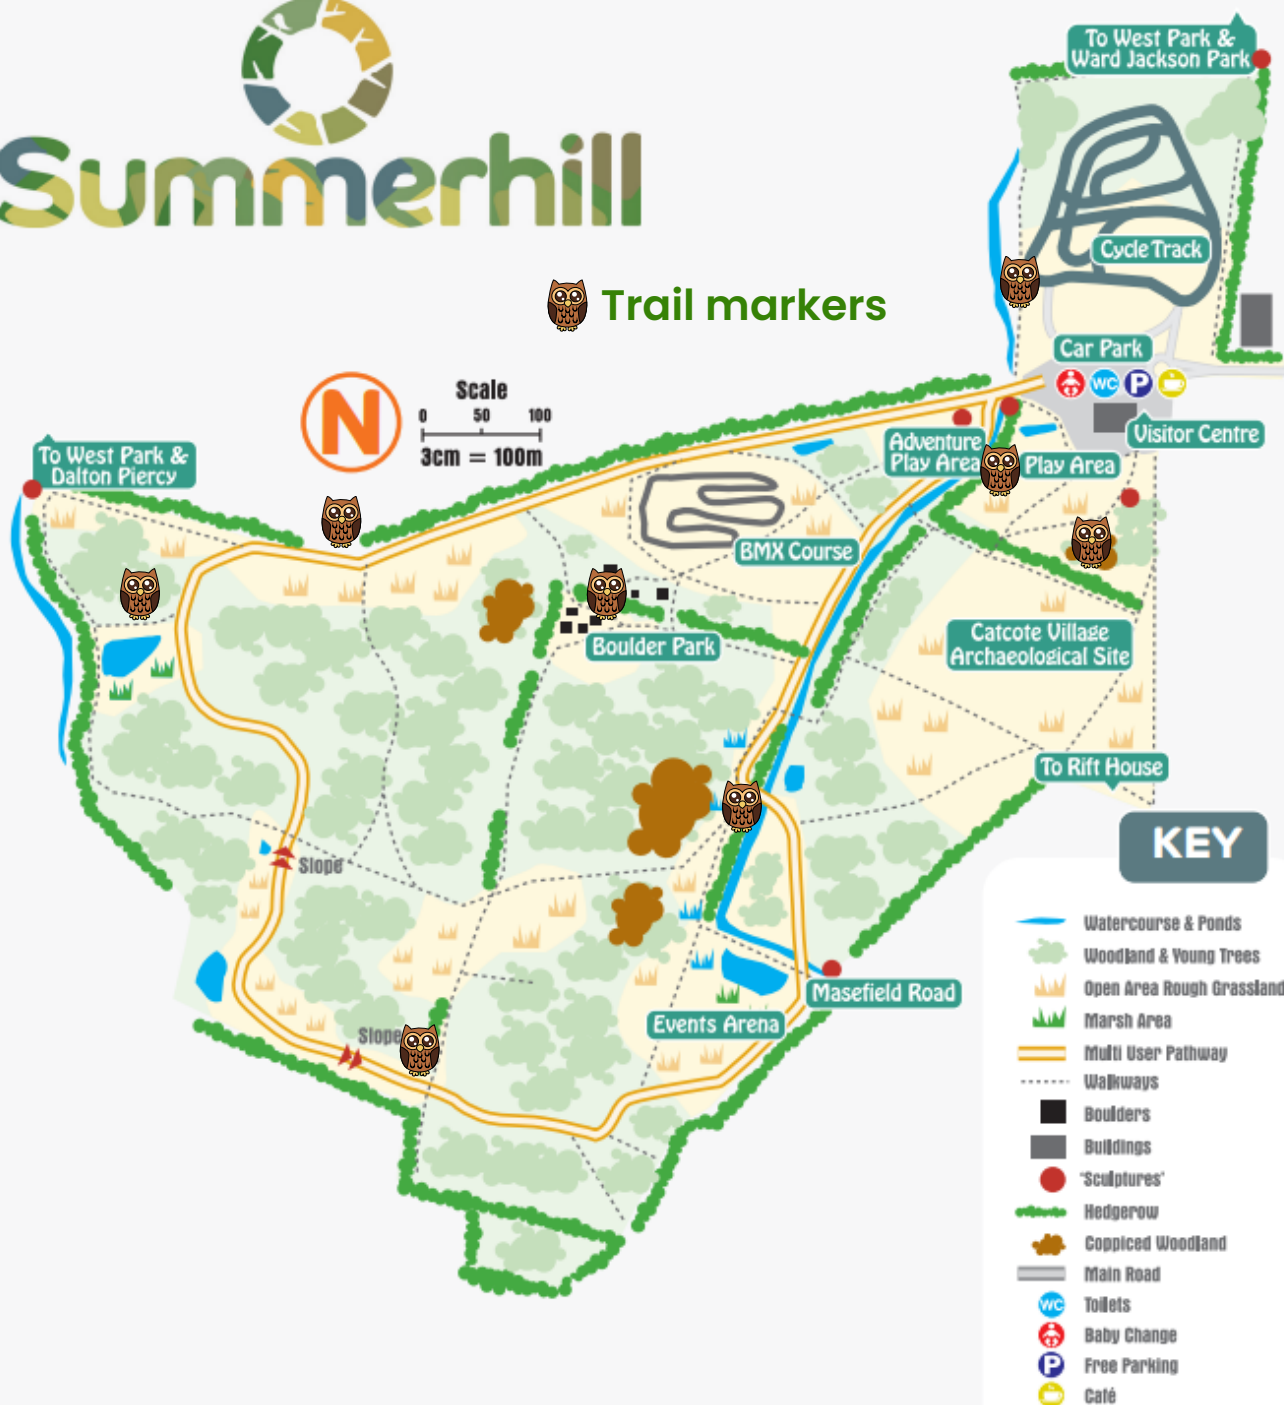 Summerhill
To West Park &
Ward Jackson Park
Cycle Track
Trail markers
Car Park
WC
P
Visitor Centre
N
Scale
0 50 100
3cm = 100m
To West Park &
Dalton Piercy
Adventure
Play Area
Play Area
BMX Course
Boulder Park
Catcote Village
Archaeological Site
To Rift House
Slope
Slope
Masefield Road
Events Arena
KEY
Watercourse & Ponds
Woodland & Young Trees
Open Area Rough Grassland
Marsh Area
Multi User Pathway
Walkways
Boulders
Buildings
'Sculptures'
Hedgerow
Coppiced Woodland
Main Road
WC Toilets
Baby Change
P Free Parking
Café